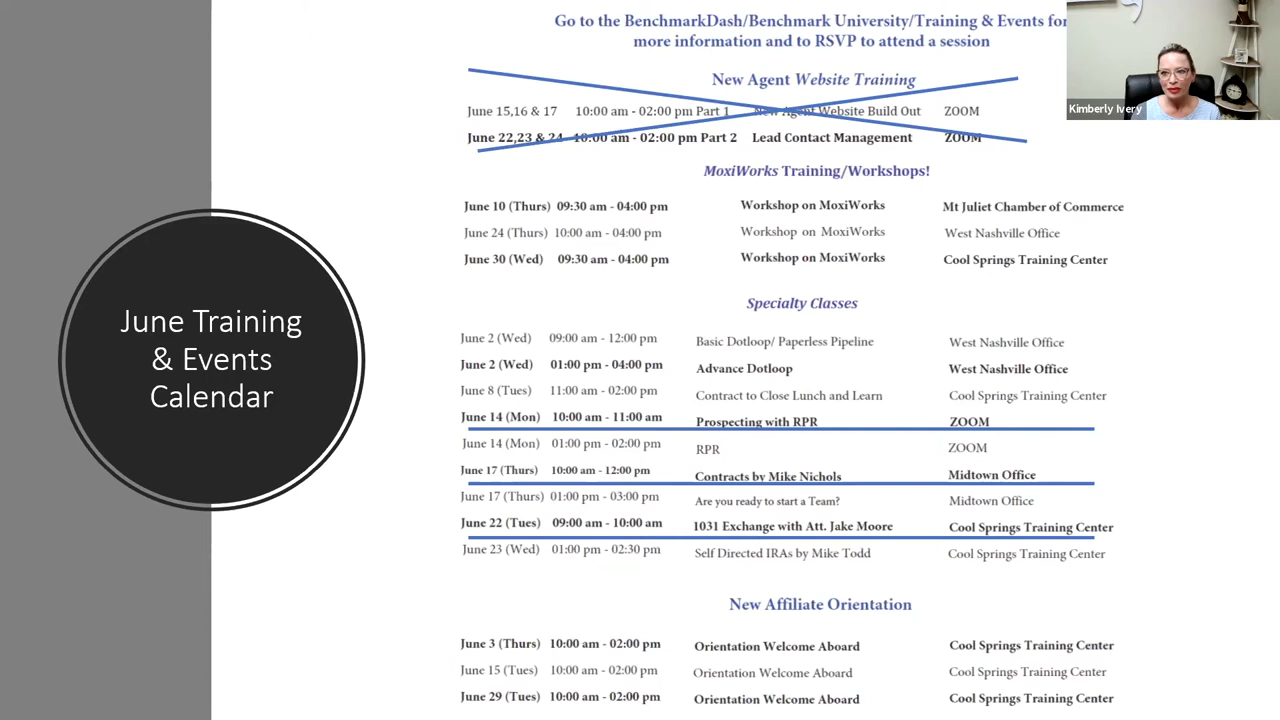 Go to the BenchmarkDash/Benchmark University/Training & Events for
more information and to RSVP to attend a session
Kimberly Ivery
New Agent Website Training
June 15,16 & 17 10:00 am - 02:00 pm Part 1 New Agent Website Build Out ZOOM
June 22,23 & 24 10:00 am - 02:00 pm Part 2 Lead Contact Management ZOOM
MoxiWorks Training/Workshops!
June 10 (Thurs) 09:30 am - 04:00 pm Workshop on MoxiWorks Mt Juliet Chamber of Commerce
June 24 (Thurs) 10:00 am - 04:00 pm Workshop on MoxiWorks West Nashville Office
June 30 (Wed) 09:30 am - 04:00 pm Workshop on MoxiWorks Cool Springs Training Center
Specialty Classes
June 2 (Wed) 09:00 am - 12:00 pm Basic Dotloop/ Paperless Pipeline West Nashville Office
June 2 (Wed) 01:00 pm - 04:00 pm Advance Dotloop West Nashville Office
June 8 (Tues) 11:00 am - 02:00 pm Contract to Close Lunch and Learn Cool Springs Training Center
June 14 (Mon) 10:00 am - 11:00 am Prospecting with RPR ZOOM
June 14 (Mon) 01:00 pm - 02:00 pm RPR ZOOM
June 17 (Thurs) 10:00 am - 12:00 pm Contracts by Mike Nichols Midtown Office
June 17 (Thurs) 01:00 pm - 03:00 pm Are you ready to start a Team? Midtown Office
June 22 (Tues) 09:00 am - 10:00 am 1031 Exchange with Att. Jake Moore Cool Springs Training Center
June 23 (Wed) 01:00 pm - 02:30 pm Self Directed IRAs by Mike Todd Cool Springs Training Center
New Affiliate Orientation
June 3 (Thurs) 10:00 am - 02:00 pm Orientation Welcome Aboard Cool Springs Training Center
June 15 (Tues) 10:00 am - 02:00 pm Orientation Welcome Aboard Cool Springs Training Center
June 29 (Tues) 10:00 am - 02:00 pm Orientation Welcome Aboard Cool Springs Training Center
June Training
& Events
Calendar